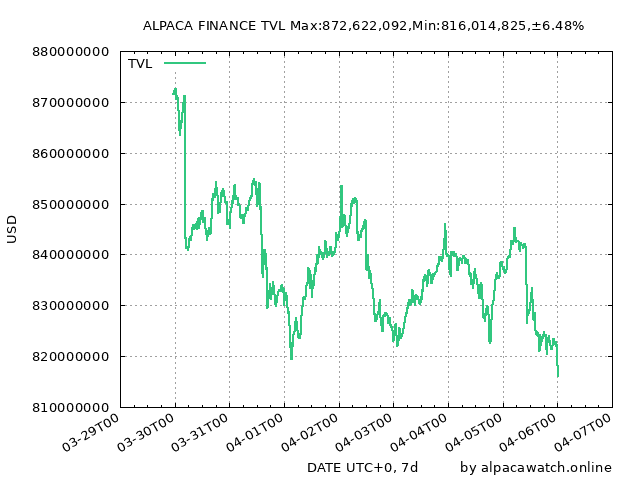 ALPACA FINANCE TVL Max:872,622,092,Min:816,014,825,±6.48%
880000000
870000000
860000000
850000000
840000000
830000000
820000000
810000000
USD
TVL
03-29T00
03-30T00
03-31T00
04-01T00
04-02T00
04-03T00
04-04T00
04-05T00
04-06T00
04-07T00
DATE UTC+0, 7d
by alpacawatch.online